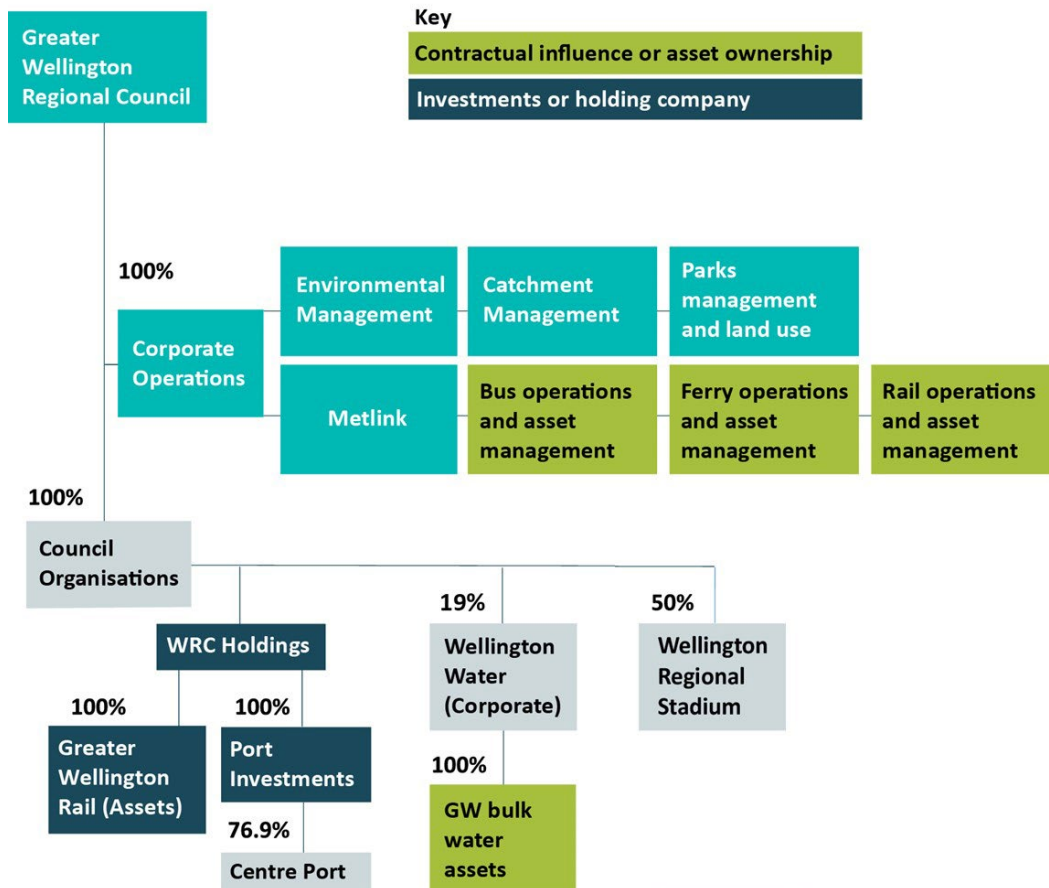 Greater
Wellington
Regional Council
Key
Contractual influence or asset ownership
Investments or holding company
100%
Corporate
Operations
Environmental
Management
Catchment
Management
Parks
management
and land use
Metlink
Bus operations
and asset
management
Ferry operations
and asset
management
Rail operations
and asset
management
100%
Council
Organisations
WRC Holdings
100%
Greater
Wellington
Rail (Assets)
100%
Port
Investments
76.9%
Centre Port
19%
Wellington
Water
(Corporate)
100%
GW bulk
water
assets
50%
Wellington
Regional
Stadium